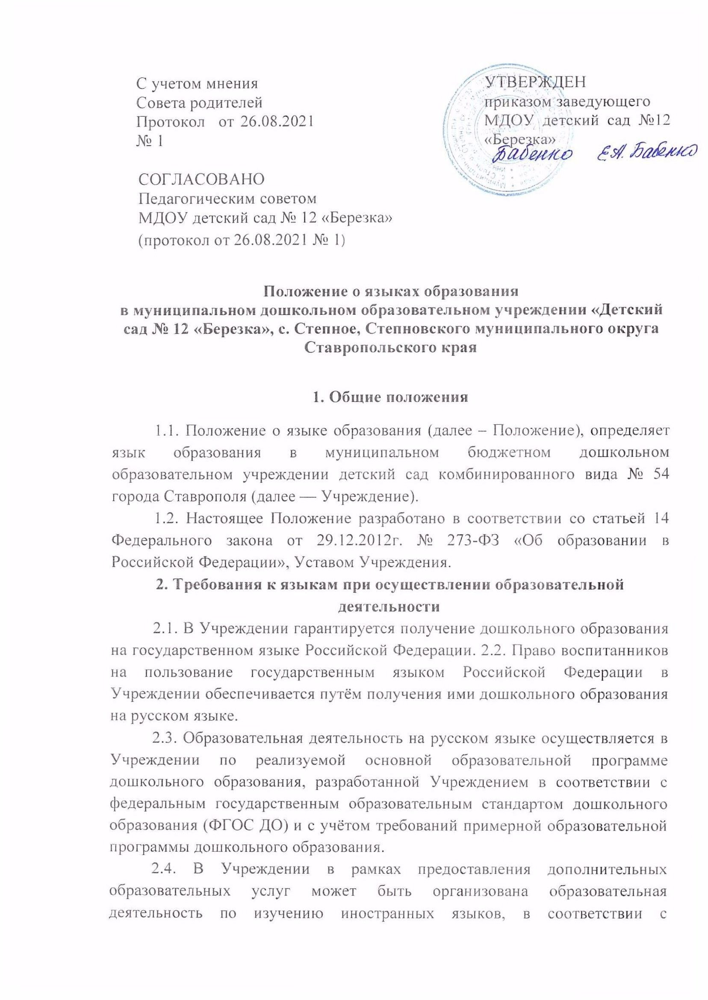 С учетом мнения
Совета родителей
Протокол от 26.08.2021
№ 1
УТВЕРЖДЕН
приказом заведующего
МДОУ детский сад №12
«Березка»
Бабенко Е.А. Бабенко
СОГЛАСОВАНО
Педагогическим советом
МДОУ детский сад № 12 «Березка»
(протокол от 26.08.2021 № 1)
Положение о языках образования
в муниципальном дошкольном образовательном учреждении «Детский
сад № 12 «Березка», с. Степное, Степновского муниципального округа
Ставропольского края
1. Общие положения
1.1. Положение о языке образования (далее – Положение), определяет
язык образования в муниципальном бюджетном дошкольном
образовательном учреждении детский сад комбинированного вида № 54
города Ставрополя (далее — Учреждение).
1.2. Настоящее Положение разработано в соответствии со статьей 14
Федерального закона от 29.12.2012г. № 273-ФЗ «Об образовании в
Российской Федерации», Уставом Учреждения.
2. Требования к языкам при осуществлении образовательной
деятельности
2.1. В Учреждении гарантируется получение дошкольного образования
на государственном языке Российской Федерации. 2.2. Право воспитанников
на пользование государственным языком Российской Федерации в
Учреждении обеспечивается путём получения ими дошкольного образования
на русском языке.
2.3. Образовательная деятельность на русском языке осуществляется в
Учреждении по реализуемой основной образовательной программе
дошкольного образования, разработанной Учреждением в соответствии с
федеральным государственным образовательным стандартом дошкольного
образования (ФГОС ДО) и с учётом требований примерной образовательной
программы дошкольного образования.
2.4. В Учреждении в рамках предоставления дополнительных
образовательных услуг может быть организована образовательная
деятельность по изучению иностранных языков, в соответствии с